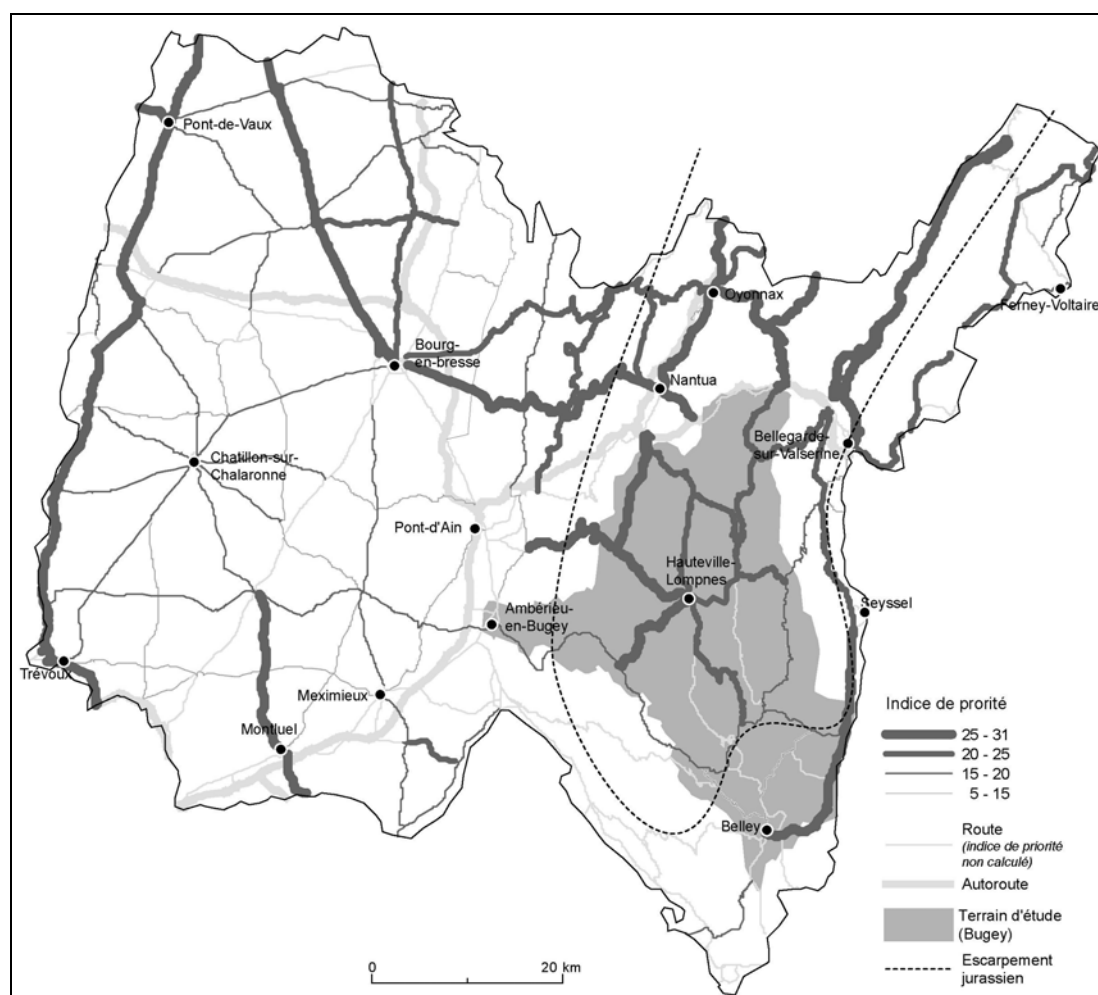 Pont-de-Vaux
Oyonnax
Ferney-Voltaire
Bourg-
en-bresse
Nantua
Bellegarde-
sur-Valserine
Chatillon-sur-
Chalaronne
Pont-d'Ain
Hauteville-
Lompnes
Ambérieu-
en-Bugey
Seyssel
Trévoux
Meximieux
Montluel
Belley
Indice de prorité
25 - 31
20 - 25
15 - 20
5 - 15
Route
(indice de priorité
non calculé)
Autoroute
Terrain d'étude
(Bugey)
Escarpement
jurassien
0 20 km